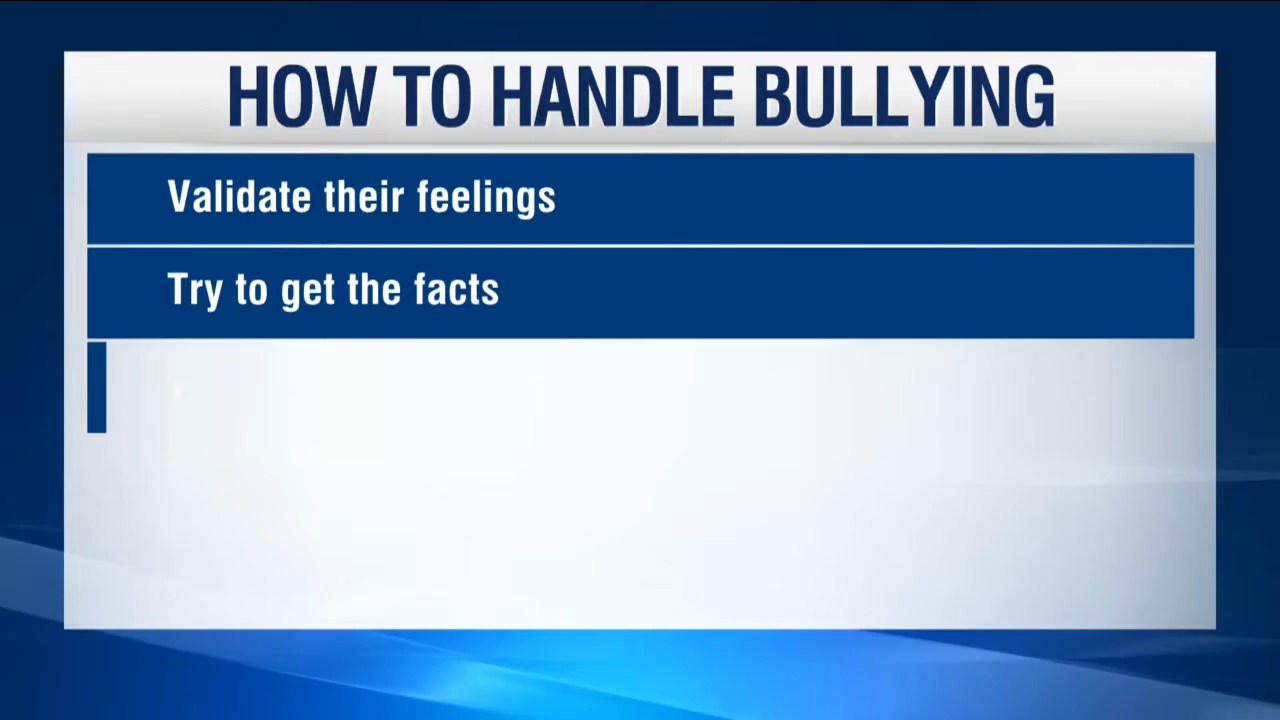 HOW TO HANDLE BULLYING
Validate their feelings
Try to get the facts